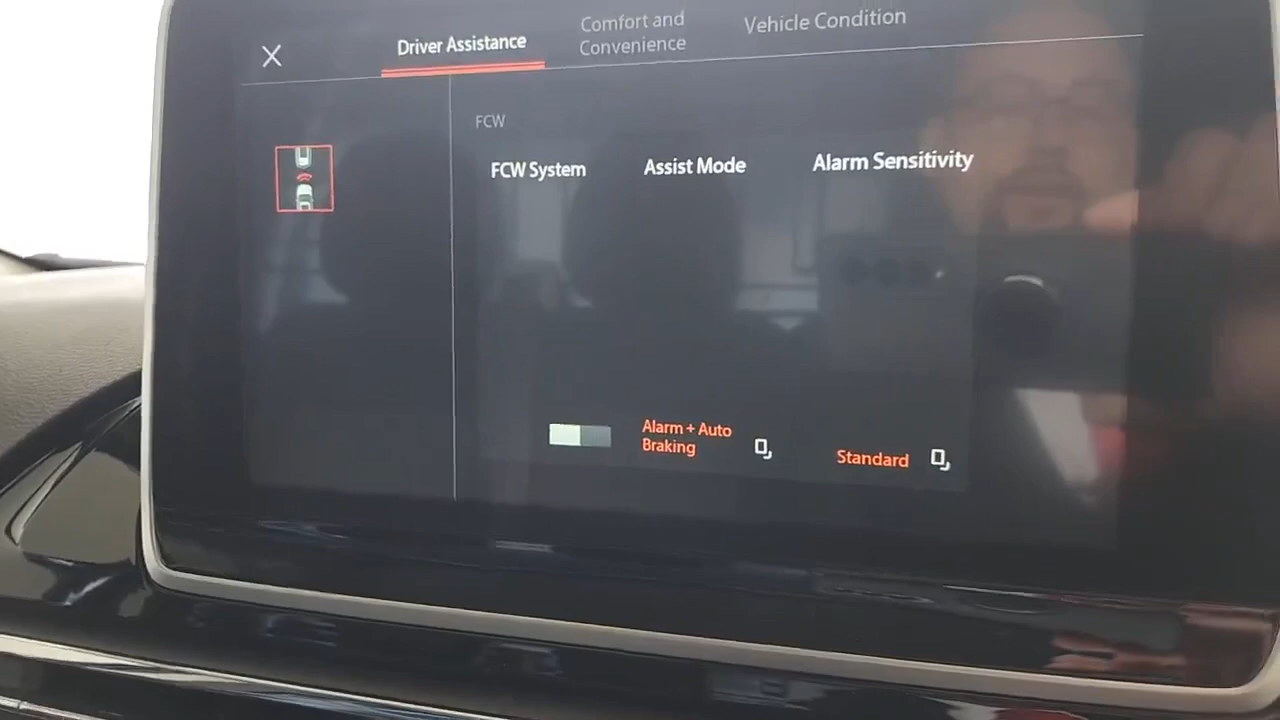 Driver Assistance
Comfort and
Convenience
Vehicle Condition
FCW
FCW System
Assist Mode
Alarm Sensitivity
Alarm + Auto
Braking
Standard